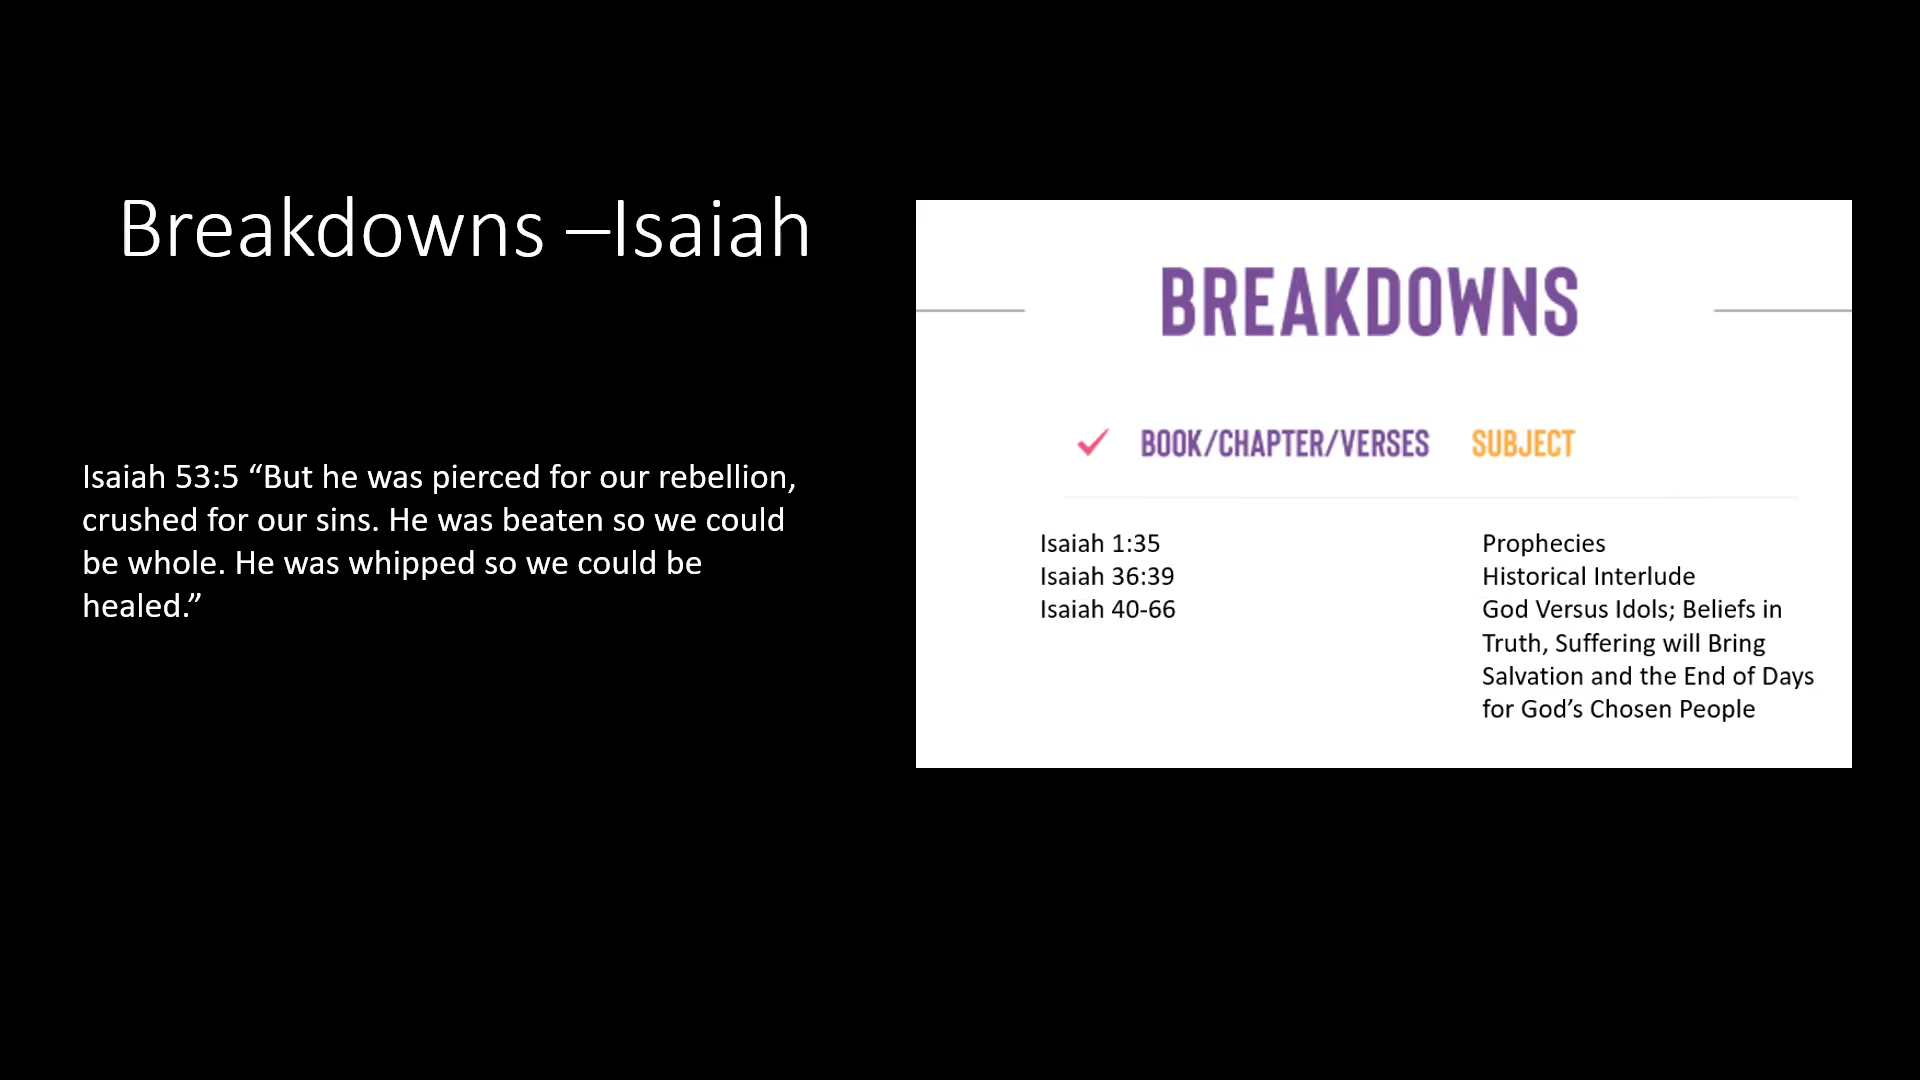 Breakdowns –Isaiah
Isaiah 53:5 “But he was pierced for our rebellion,
crushed for our sins. He was beaten so we could
be whole. He was whipped so we could be
healed.”
BREAKDOWNS
BOOK/CHAPTER/VERSES SUBJECT
Isaiah 1:35 Prophecies
Isaiah 36:39 Historical Interlude
Isaiah 40-66 God Versus Idols; Beliefs in
Truth, Suffering will Bring
Salvation and the End of Days
for God’s Chosen People